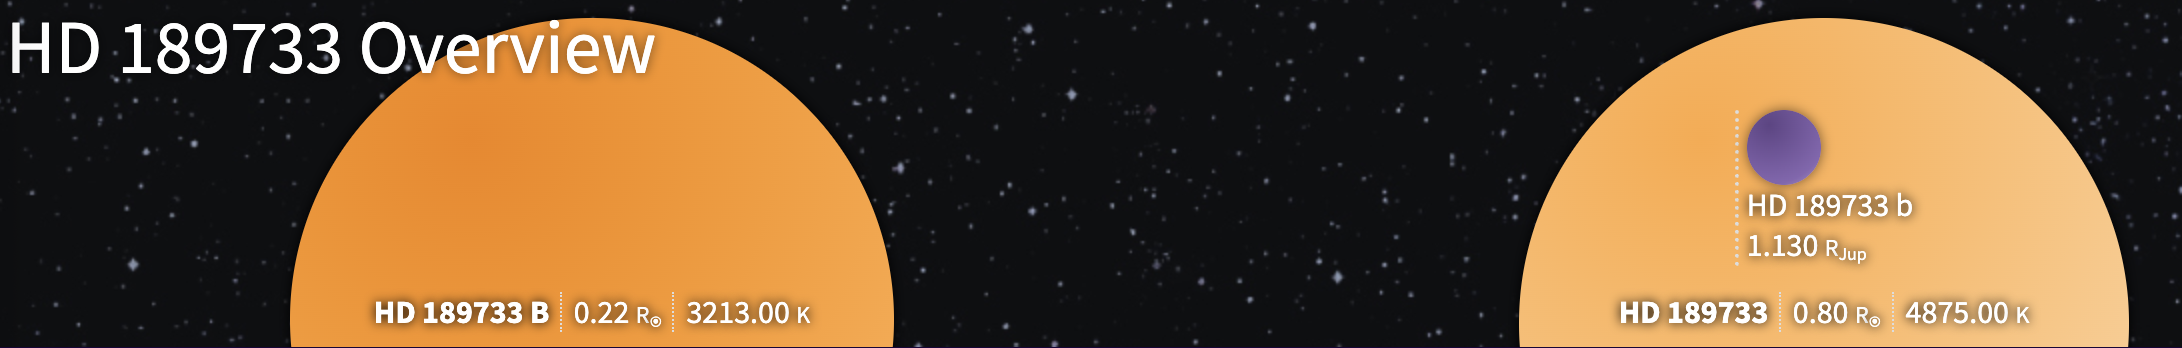 HD 189733 Overview
HD 189733 b
1.130 RJup
HD 189733 B 0.22 R☉ 3213.00 K
HD 189733 0.80 R☉ 4875.00 K